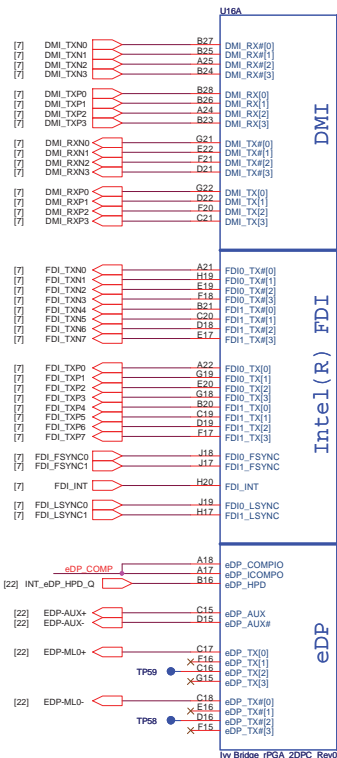 U16A
[7] DMI_TXN0 B27 DMI_RX#[0]
[7] DMI_TXN1 B25 DMI_RX#[1]
[7] DMI_TXN2 A25 DMI_RX#[2]
[7] DMI_TXN3 B24 DMI_RX#[3]
[7] DMI_TXP0 B28 DMI_RX[0]
[7] DMI_TXP1 B26 DMI_RX[1]
[7] DMI_TXP2 A24 DMI_RX[2]
[7] DMI_TXP3 B23 DMI_RX[3]
DMI
[7] DMI_RXN0 G21 DMI_TX#[0]
[7] DMI_RXN1 E22 DMI_TX#[1]
[7] DMI_RXN2 F21 DMI_TX#[2]
[7] DMI_RXN3 D21 DMI_TX#[3]
[7] DMI_RXP0 G22 DMI_TX[0]
[7] DMI_RXP1 D22 DMI_TX[1]
[7] DMI_RXP2 F20 DMI_TX[2]
[7] DMI_RXP3 C21 DMI_TX[3]
[7] FDI_TXN0 A21 FDI0_TX#[0]
[7] FDI_TXN1 H19 FDI0_TX#[1]
[7] FDI_TXN2 E19 FDI0_TX#[2]
[7] FDI_TXN3 F18 FDI0_TX#[3]
[7] FDI_TXN4 B21 FDI1_TX#[0]
[7] FDI_TXN5 C20 FDI1_TX#[1]
[7] FDI_TXN6 D18 FDI1_TX#[2]
[7] FDI_TXN7 E17 FDI1_TX#[3]
Intel(R) FDI
[7] FDI_TXP0 A22 FDI0_TX[0]
[7] FDI_TXP1 G19 FDI0_TX[1]
[7] FDI_TXP2 E20 FDI0_TX[2]
[7] FDI_TXP3 G18 FDI0_TX[3]
[7] FDI_TXP4 B20 FDI1_TX[0]
[7] FDI_TXP5 C19 FDI1_TX[1]
[7] FDI_TXP6 D19 FDI1_TX[2]
[7] FDI_TXP7 F17 FDI1_TX[3]
[7] FDI_FSYNC0 J18 FDI0_FSYNC
[7] FDI_FSYNC1 J17 FDI1_FSYNC
[7] FDI_INT H20 FDI_INT
[7] FDI_LSYNC0 J19 FDI0_LSYNC
[7] FDI_LSYNC1 H17 FDI1_LSYNC
A18 eDP_COMPIO
eDP_COMP A17 eDP_ICOMPO
[22] INT_eDP_HPD_Q B16 eDP_HPD
[22] EDP-AUX+ C15 eDP_AUX
[22] EDP-AUX- D15 eDP_AUX#
eDP
[22] EDP-ML0+ C17 eDP_TX[0]
F16 eDP_TX[1]
TP59 C16 eDP_TX[2]
G15 eDP_TX[3]
[22] EDP-ML0- C18 eDP_TX#[0]
E16 eDP_TX#[1]
TP58 D16 eDP_TX#[2]
F15 eDP_TX#[3]
Ivy Bridge_rPGA_2DPC_Rev0